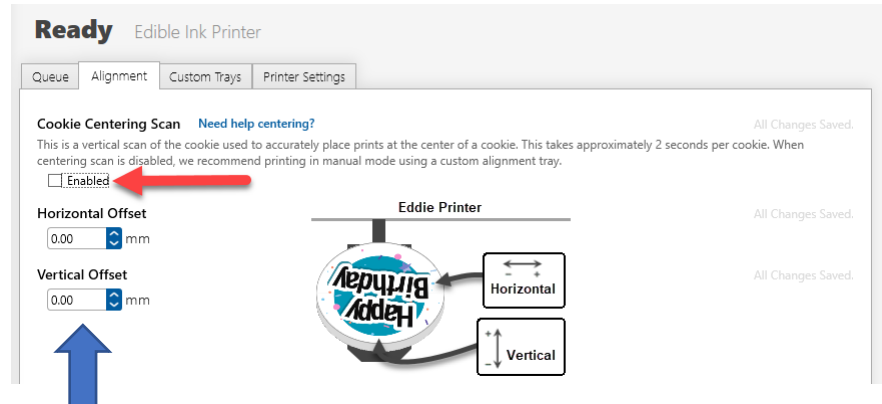 Ready Edible Ink Printer
Queue Alignment Custom Trays Printer Settings
Cookie Centering Scan Need help centering? All Changes Saved.
This is a vertical scan of the cookie used to accurately place prints at the center of a cookie. This takes approximately 2 seconds per cookie. When
centering scan is disabled, we recommend printing in manual mode using a custom alignment tray.
Enabled
Horizontal Offset All Changes Saved.
0.00 mm
Vertical Offset All Changes Saved.
0.00 mm
Eddie Printer
Happy
Birthday
- +
Horizontal
+
- Vertical